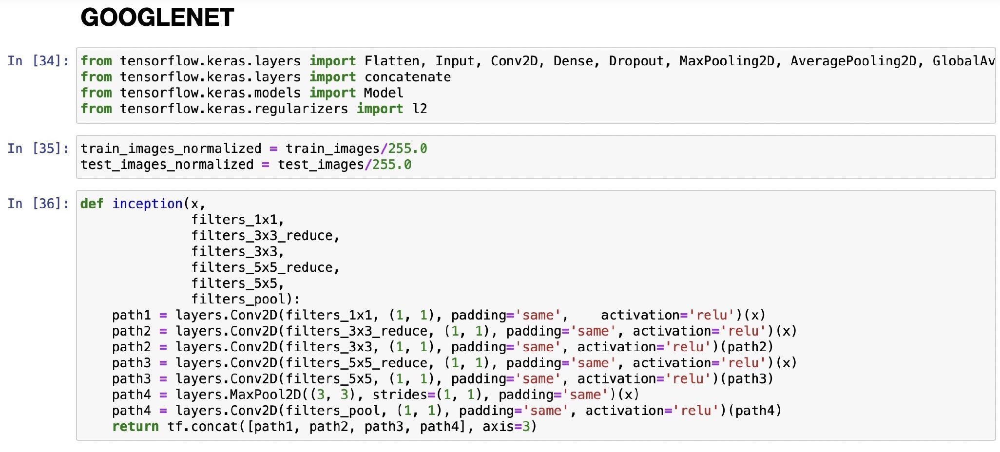 GOOGLENET
In [34]: from tensorflow.keras.layers import Flatten, Input, Conv2D, Dense, Dropout, MaxPooling2D, AveragePooling2D, GlobalAv
from tensorflow.keras.layers import concatenate
from tensorflow.keras.models import Model
from tensorflow.keras.regularizers import l2
In [35]: train_images_normalized = train_images/255.0
test_images_normalized = test_images/255.0
In [36]: def inception(x,
              filters_1x1,
              filters_3x3_reduce,
              filters_3x3,
              filters_5x5_reduce,
              filters_5x5,
              filters_pool):
    path1 = layers.Conv2D(filters_1x1, (1, 1), padding='same',    activation='relu')(x)
    path2 = layers.Conv2D(filters_3x3_reduce, (1, 1), padding='same', activation='relu')(x)
    path2 = layers.Conv2D(filters_3x3, (1, 1), padding='same', activation='relu')(path2)
    path3 = layers.Conv2D(filters_5x5_reduce, (1, 1), padding='same', activation='relu')(x)
    path3 = layers.Conv2D(filters_5x5, (1, 1), padding='same', activation='relu')(path3)
    path4 = layers.MaxPool2D((3, 3), strides=(1, 1), padding='same')(x)
    path4 = layers.Conv2D(filters_pool, (1, 1), padding='same', activation='relu')(path4)
    return tf.concat([path1, path2, path3, path4], axis=3)